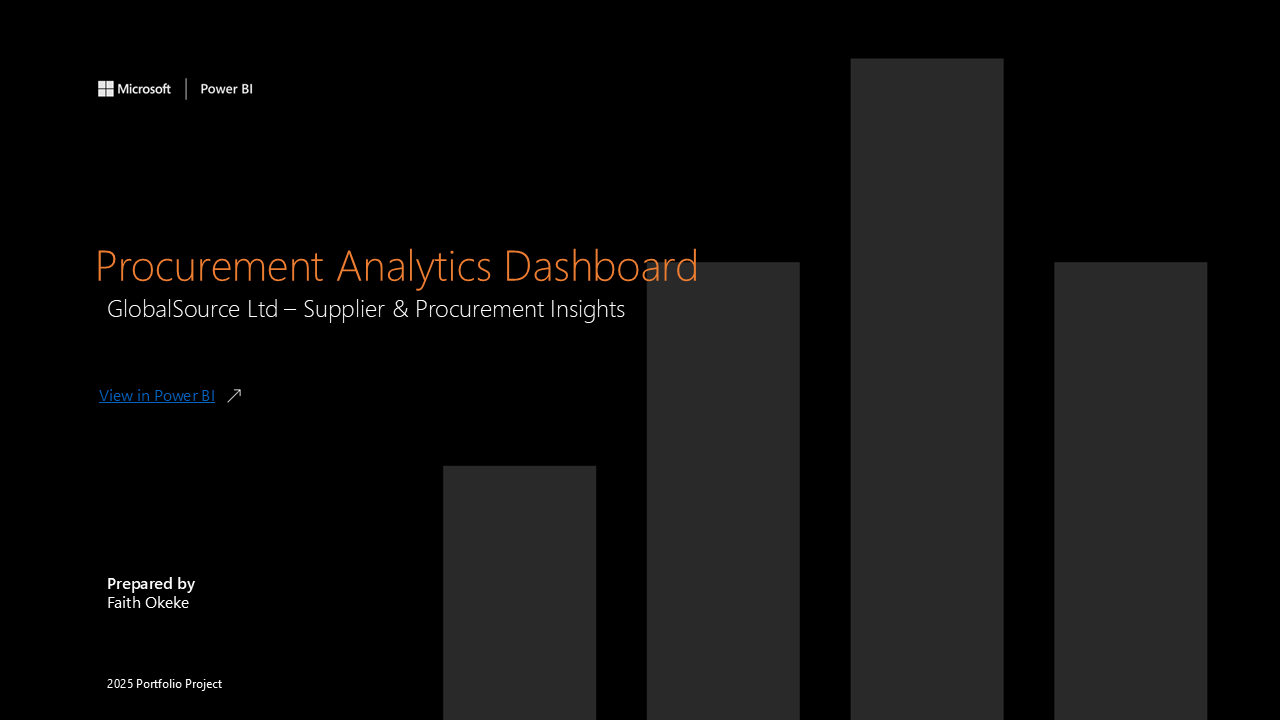 Microsoft | Power BI
Procurement Analytics Dashboard
GlobalSource Ltd – Supplier & Procurement Insights
View in Power BI
Prepared by
Faith Okeke
2025 Portfolio Project